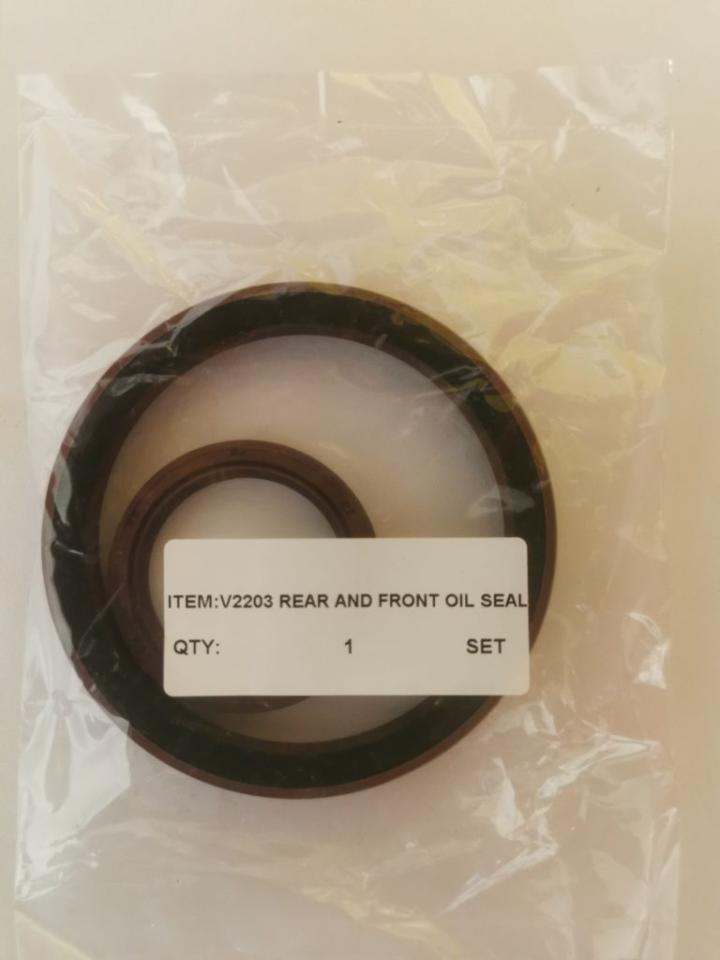 ITEM:V2203 REAR AND FRONT OIL SEAL
QTY: 1 SET